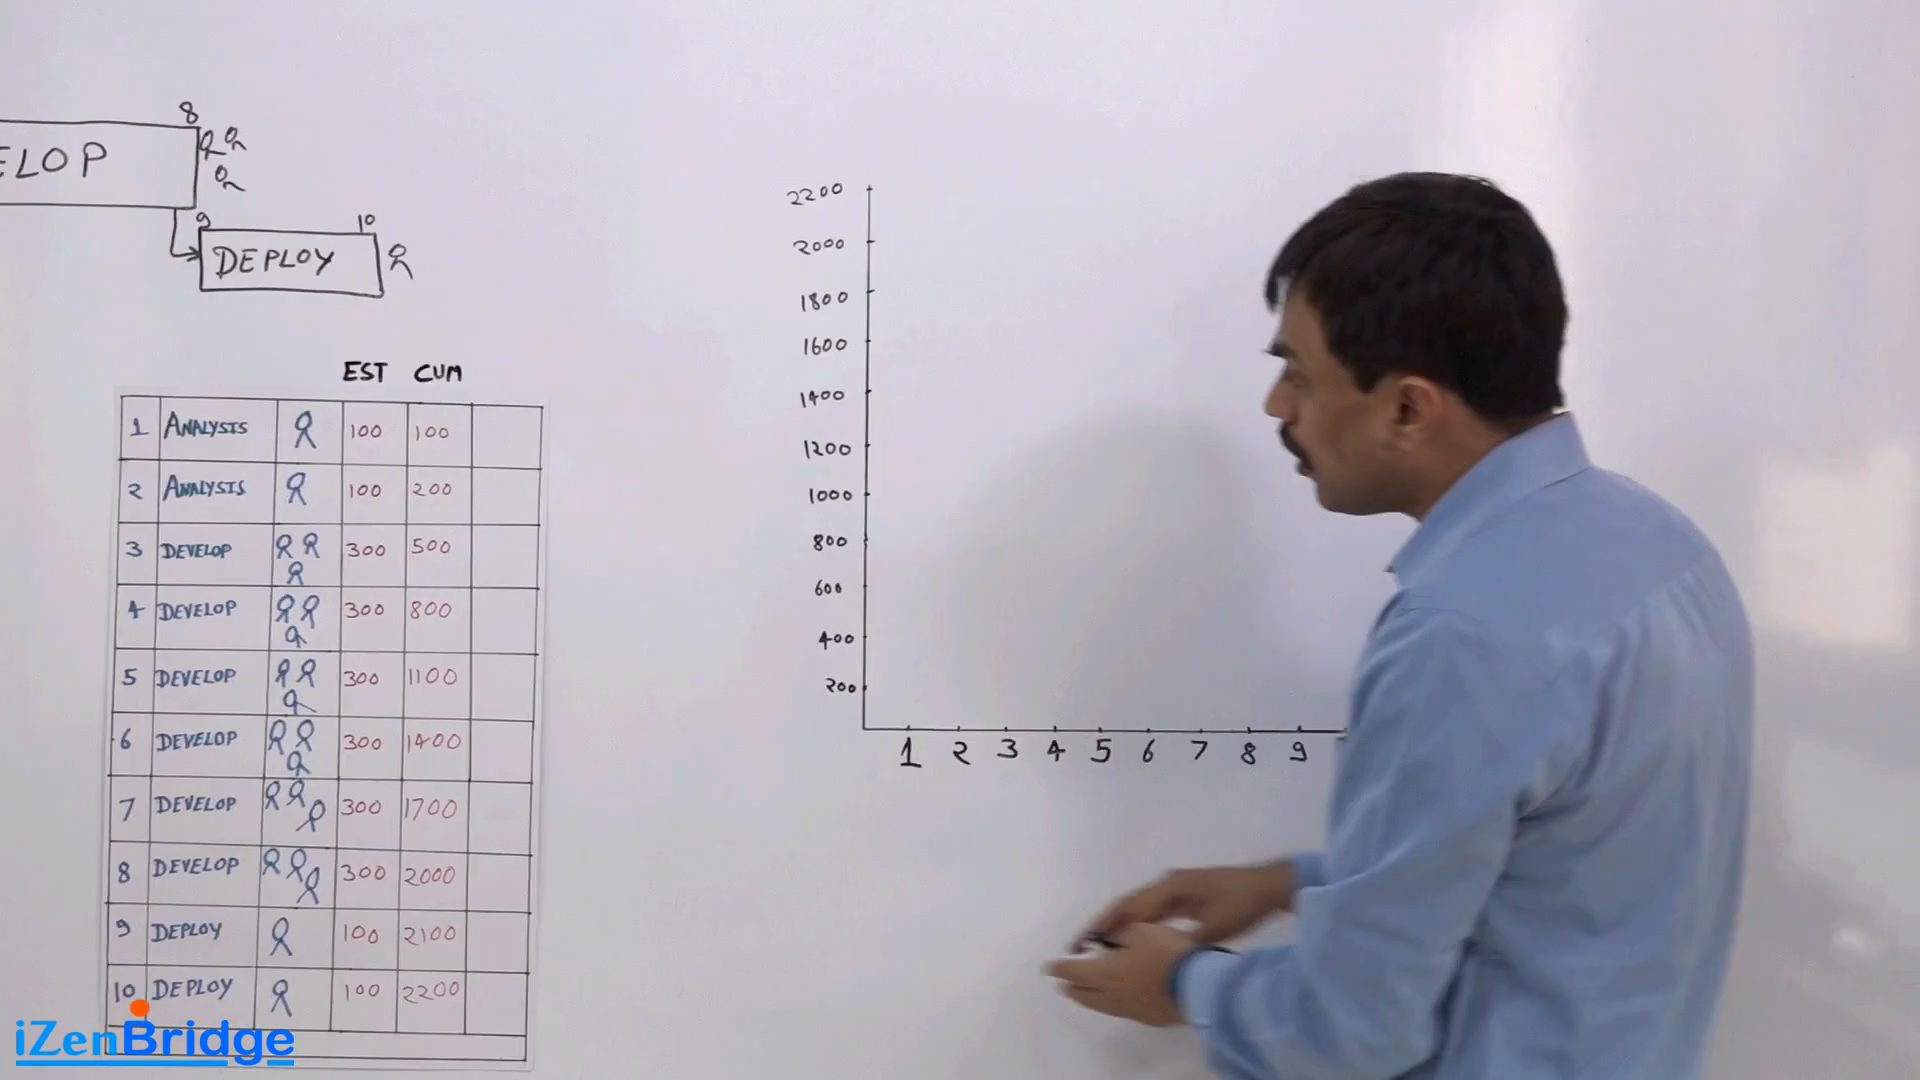 8
ELOP
9 10
DEPLOY
EST CUM
1 ANALYSIS 100 100
2 ANALYSIS 100 200
3 DEVELOP 300 500
4 DEVELOP 300 800
5 DEVELOP 300 1100
6 DEVELOP 300 1400
7 DEVELOP 300 1700
8 DEVELOP 300 2000
9 DEPLOY 100 2100
10 DEPLOY 100 2200
iZenBridge
2200
2000
1800
1600
1400
1200
1000
800
600
400
200
1 2 3 4 5 6 7 8 9